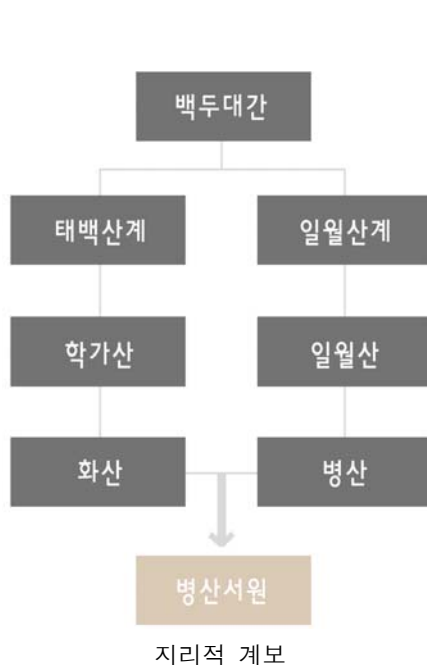 백두대간
태백산계 일월산계
학가산 일월산
화산 병산
병산서원
지리적 계보